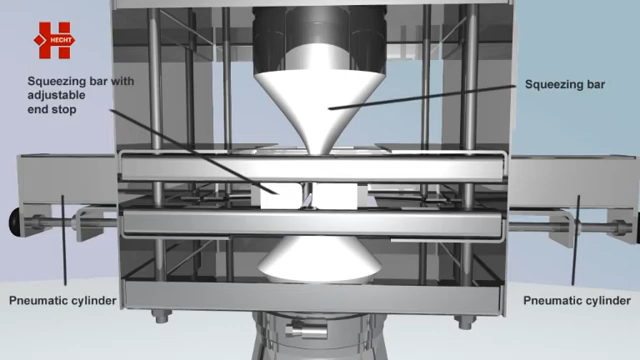 HECHT
Squeezing bar with
adjustable
end stop
Squeezing bar
Pneumatic cylinder
Pneumatic cylinder